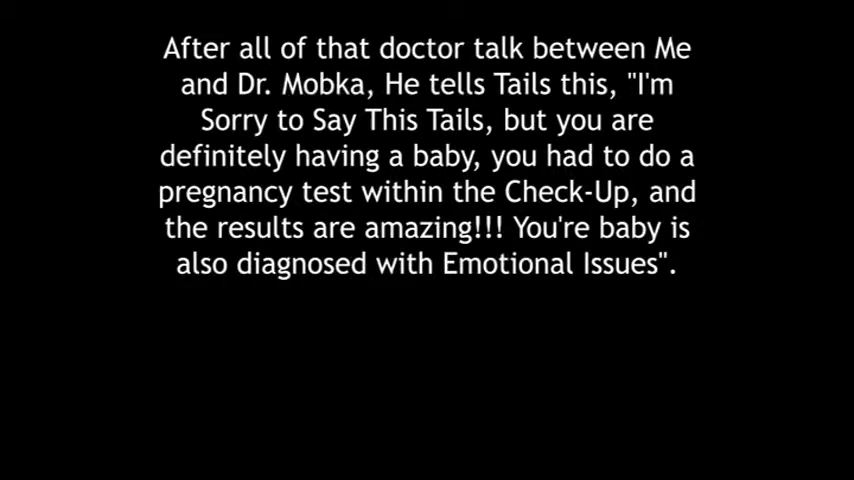 After all of that doctor talk between Me
and Dr. Mobka, He tells Tails this, "I'm
Sorry to Say This Tails, but you are
definitely having a baby, you had to do a
pregnancy test within the Check-Up, and
the results are amazing!!! You're baby is
also diagnosed with Emotional Issues".